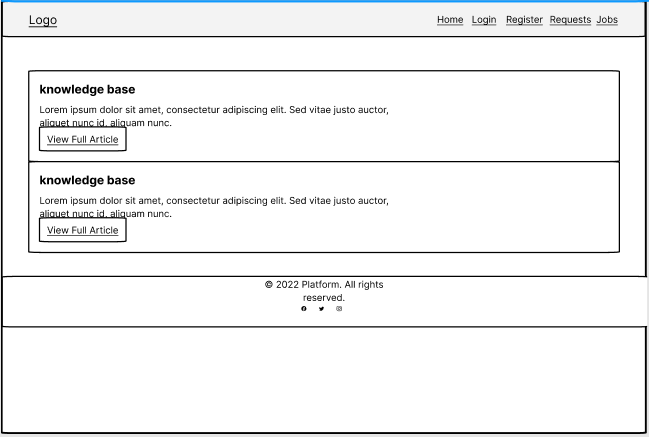 Logo
Home Login Register Requests Jobs
knowledge base
Lorem ipsum dolor sit amet, consectetur adipiscing elit. Sed vitae justo auctor,
aliquet nunc id, aliquam nunc.
View Full Article
knowledge base
Lorem ipsum dolor sit amet, consectetur adipiscing elit. Sed vitae justo auctor,
aliquet nunc id, aliquam nunc.
View Full Article
© 2022 Platform. All rights
reserved.